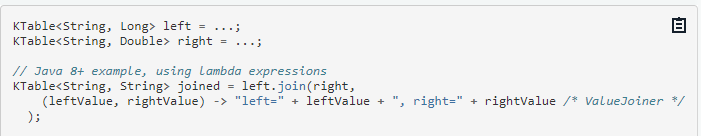 KTable<String, Long> left = ...;
KTable<String, Double> right = ...;
// Java 8+ example, using lambda expressions
KTable<String, String> joined = left.join(right,
    (leftValue, rightValue) -> "left=" + leftValue + ", right=" + rightValue /* ValueJoiner */
  );